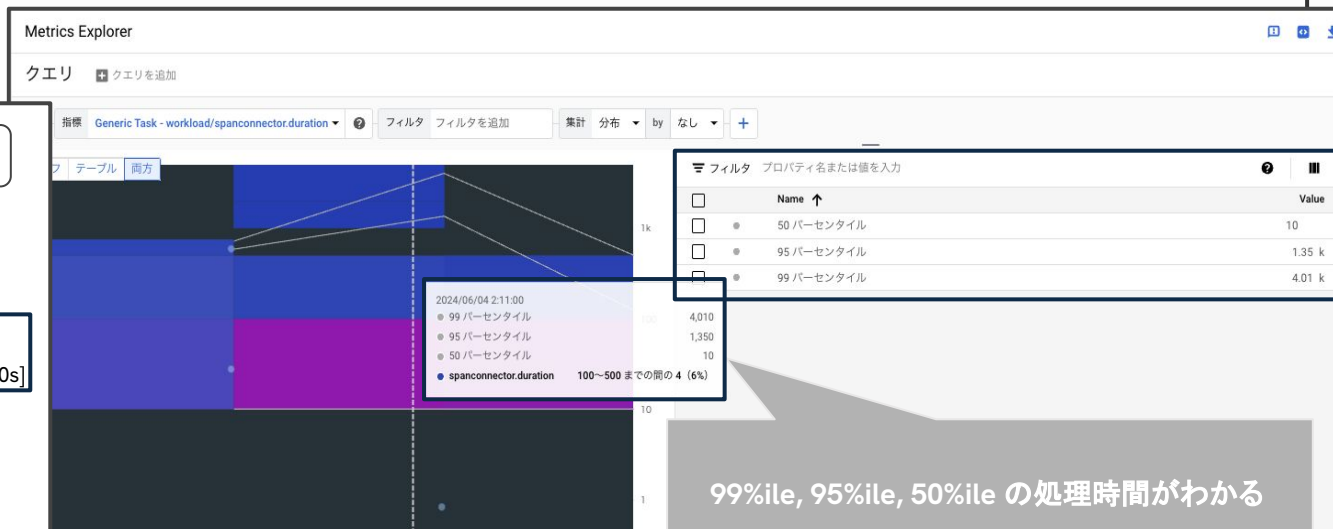 Metrics Explorer
クエリ クエリを追加
指標 Generic Task - workload/spanconnector.duration フィルタ フィルタを追加 集計 分布 by なし
フ テーブル 両方
フィルタ プロパティ名または値を入力
Name Value
50 パーセンタイル 10
95 パーセンタイル 1.35 k
99 パーセンタイル 4.01 k
1k
100
10
1
2024/06/04 2:11:00
99 パーセンタイル 4,010
95 パーセンタイル 1,350
50 パーセンタイル 10
spanconnector.duration 100〜500 までの間の 4（6%）
0s]
99%ile, 95%ile, 50%ile の処理時間がわかる